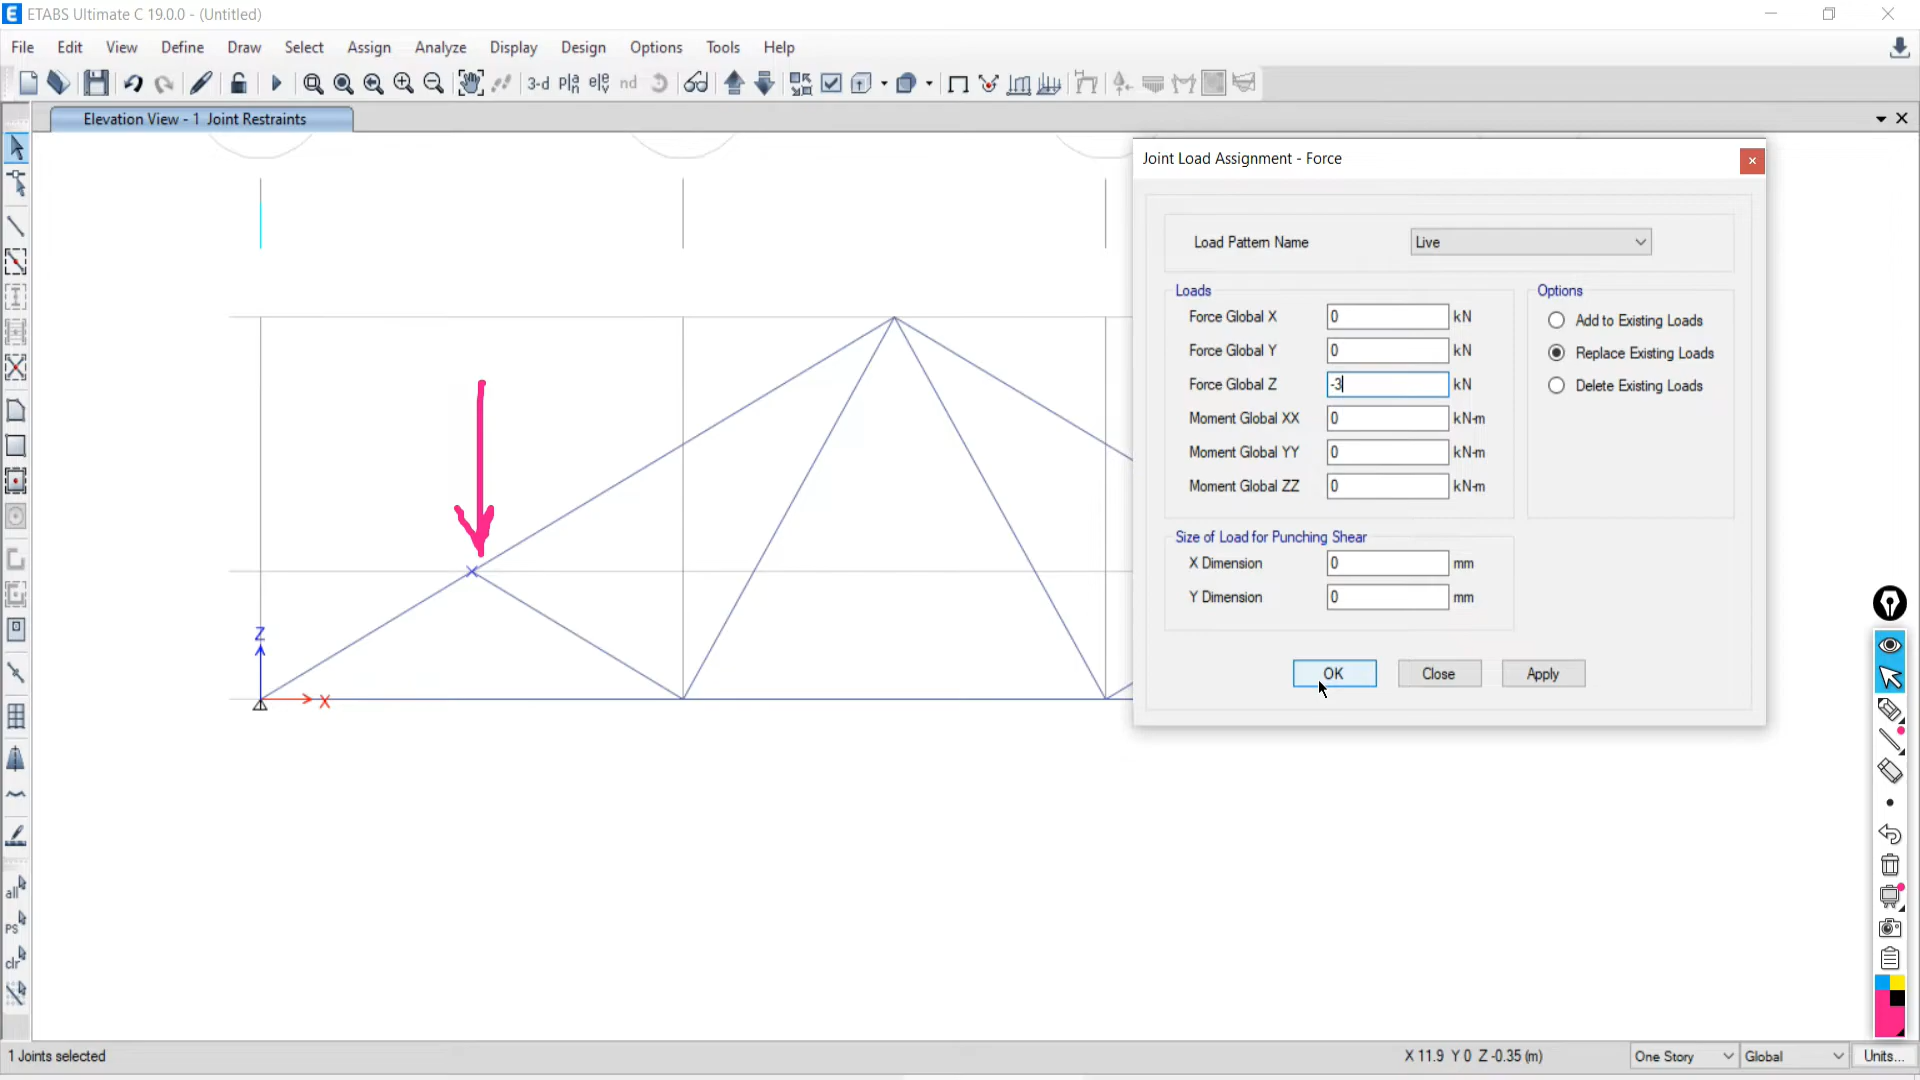 ETABS Ultimate C 19.0.0 - (Untitled)
File Edit View Define Draw Select Assign Analyze Display Design Options Tools Help
3-d nd
Elevation View - 1 Joint Restraints
Joint Load Assignment - Force
Load Pattern Name Live
Loads
Force Global X 0 kN
Force Global Y 0 kN
Force Global Z -3 kN
Moment Global XX 0 kN-m
Moment Global YY 0 kN-m
Moment Global ZZ 0 kN-m
Options
Add to Existing Loads
Replace Existing Loads
Delete Existing Loads
Size of Load for Punching Shear
X Dimension 0 mm
Y Dimension 0 mm
OK Close Apply
Z
X
all
PS
clr
1 Joints selected
X 11.9 Y 0 Z -0.35 (m)
One Story
Global
Units...